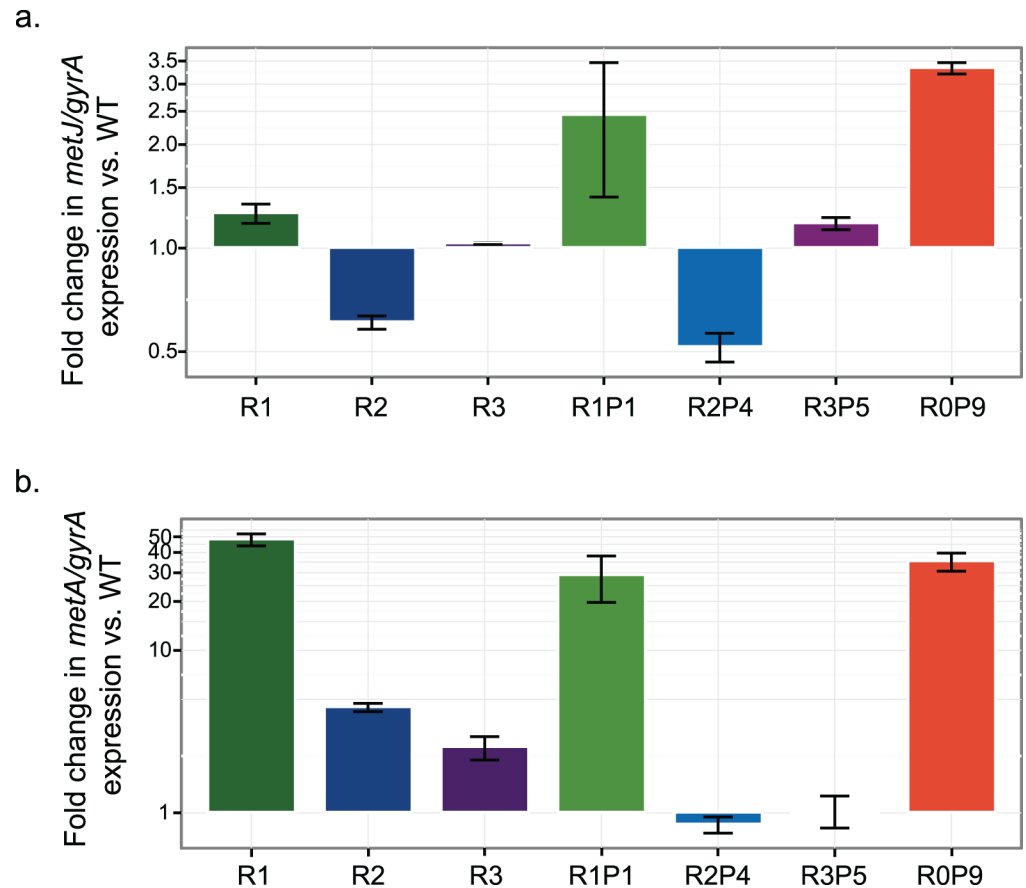 a.
Fold change in metJ/gyrA
expression vs. WT
3.5
3.0
2.5
2.0
1.5
1.0
0.5
R1 R2 R3 R1P1 R2P4 R3P5 R0P9
b.
Fold change in metA/gyrA
expression vs. WT
50
40
30
20
10
1
R1 R2 R3 R1P1 R2P4 R3P5 R0P9